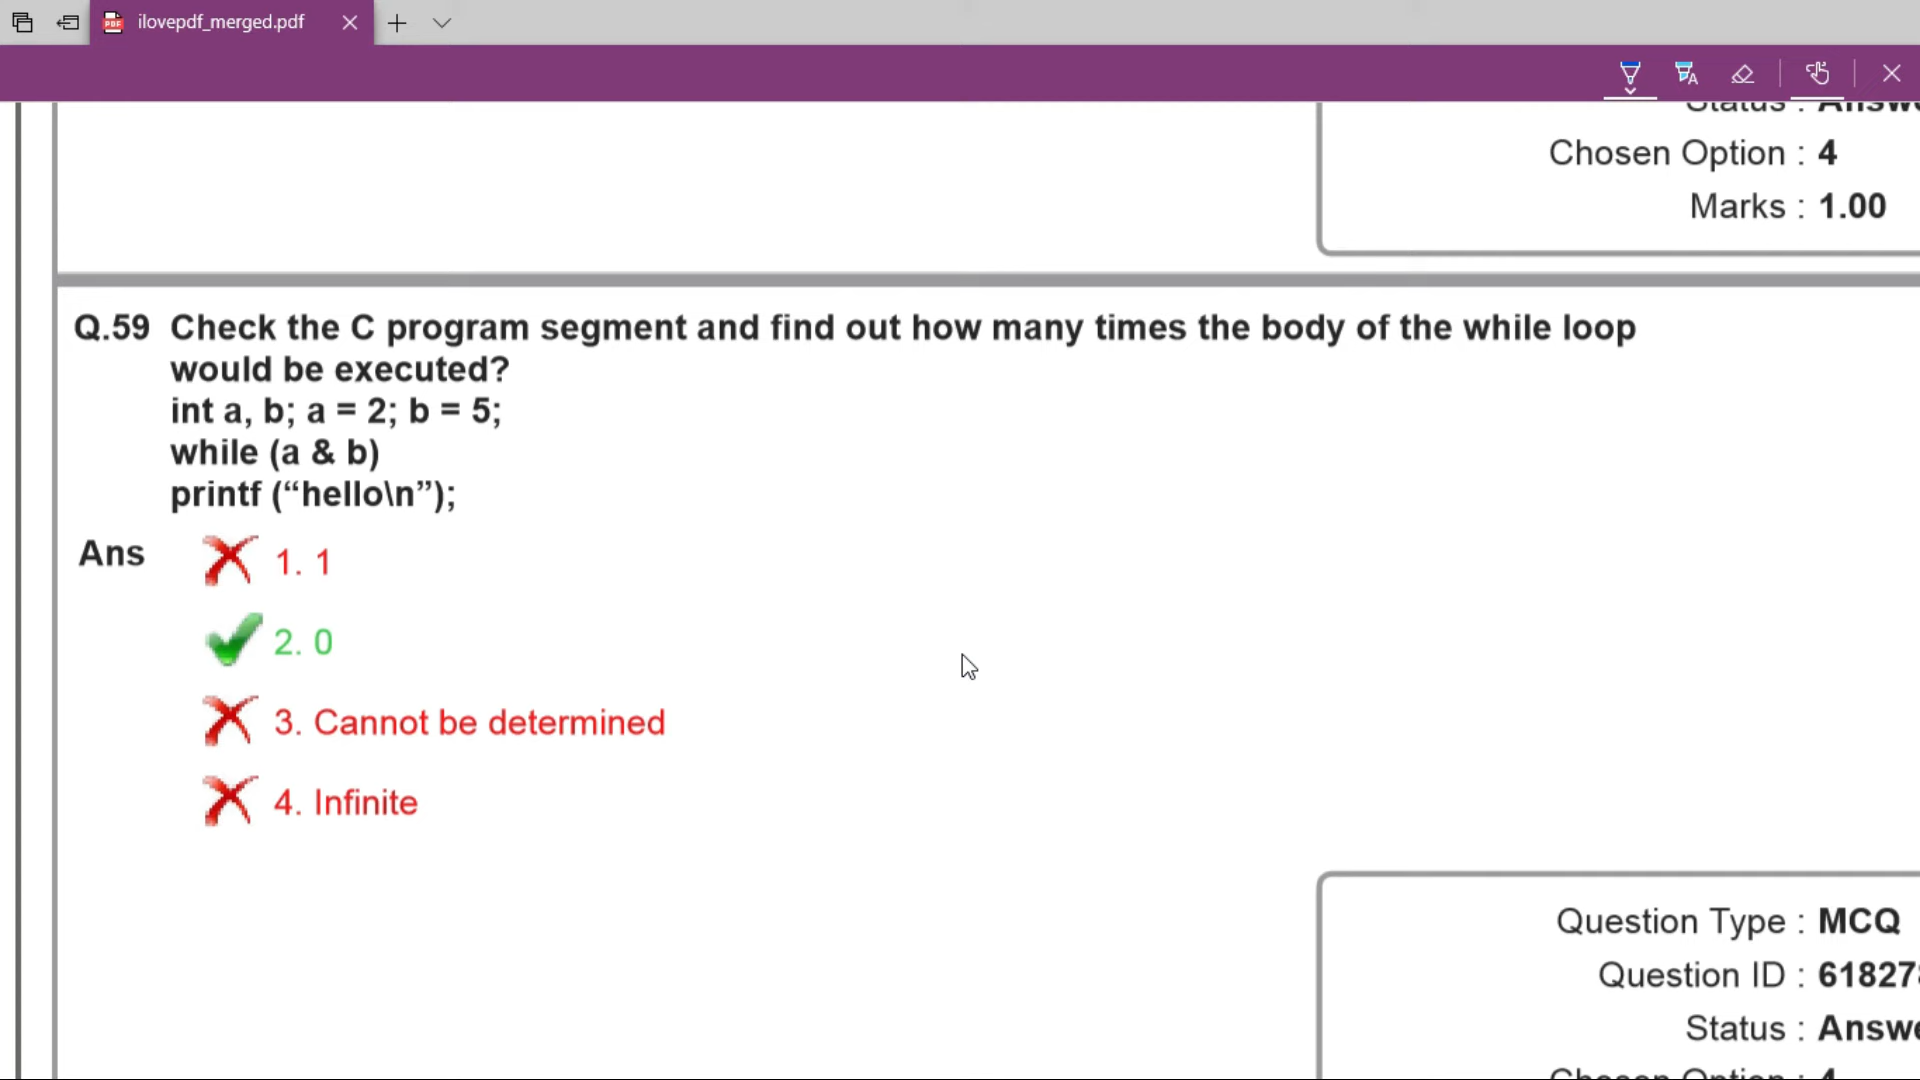 ilovepdf_merged.pdf
Chosen Option : 4
Marks : 1.00
Q.59 Check the C program segment and find out how many times the body of the while loop
would be executed?
int a, b; a = 2; b = 5;
while (a & b)
printf (“hello\n”);
Ans 1. 1
2. 0
3. Cannot be determined
4. Infinite
Question Type : MCQ
Question ID : 61827
Status : Answe